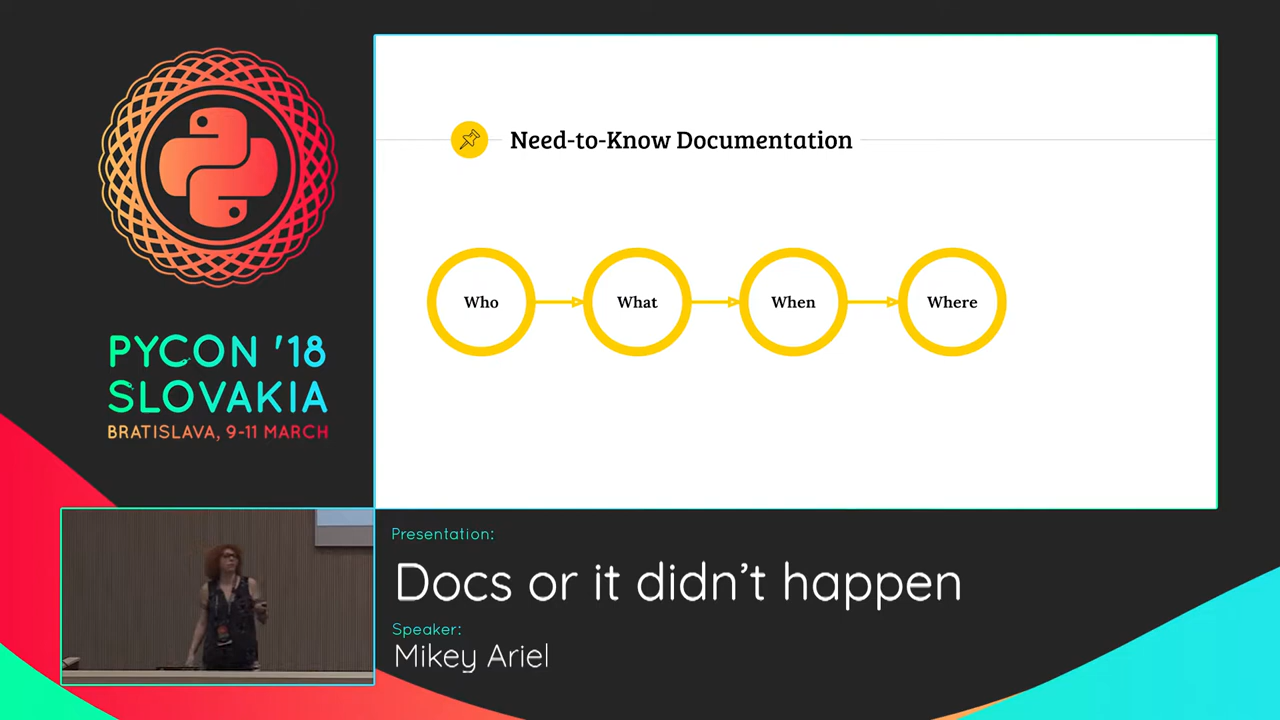 PYCON '18
SLOVAKIA
BRATISLAVA, 9-11 MARCH
Need-to-Know Documentation
Who
What
When
Where
Presentation:
Docs or it didn’t happen
Speaker:
Mikey Ariel